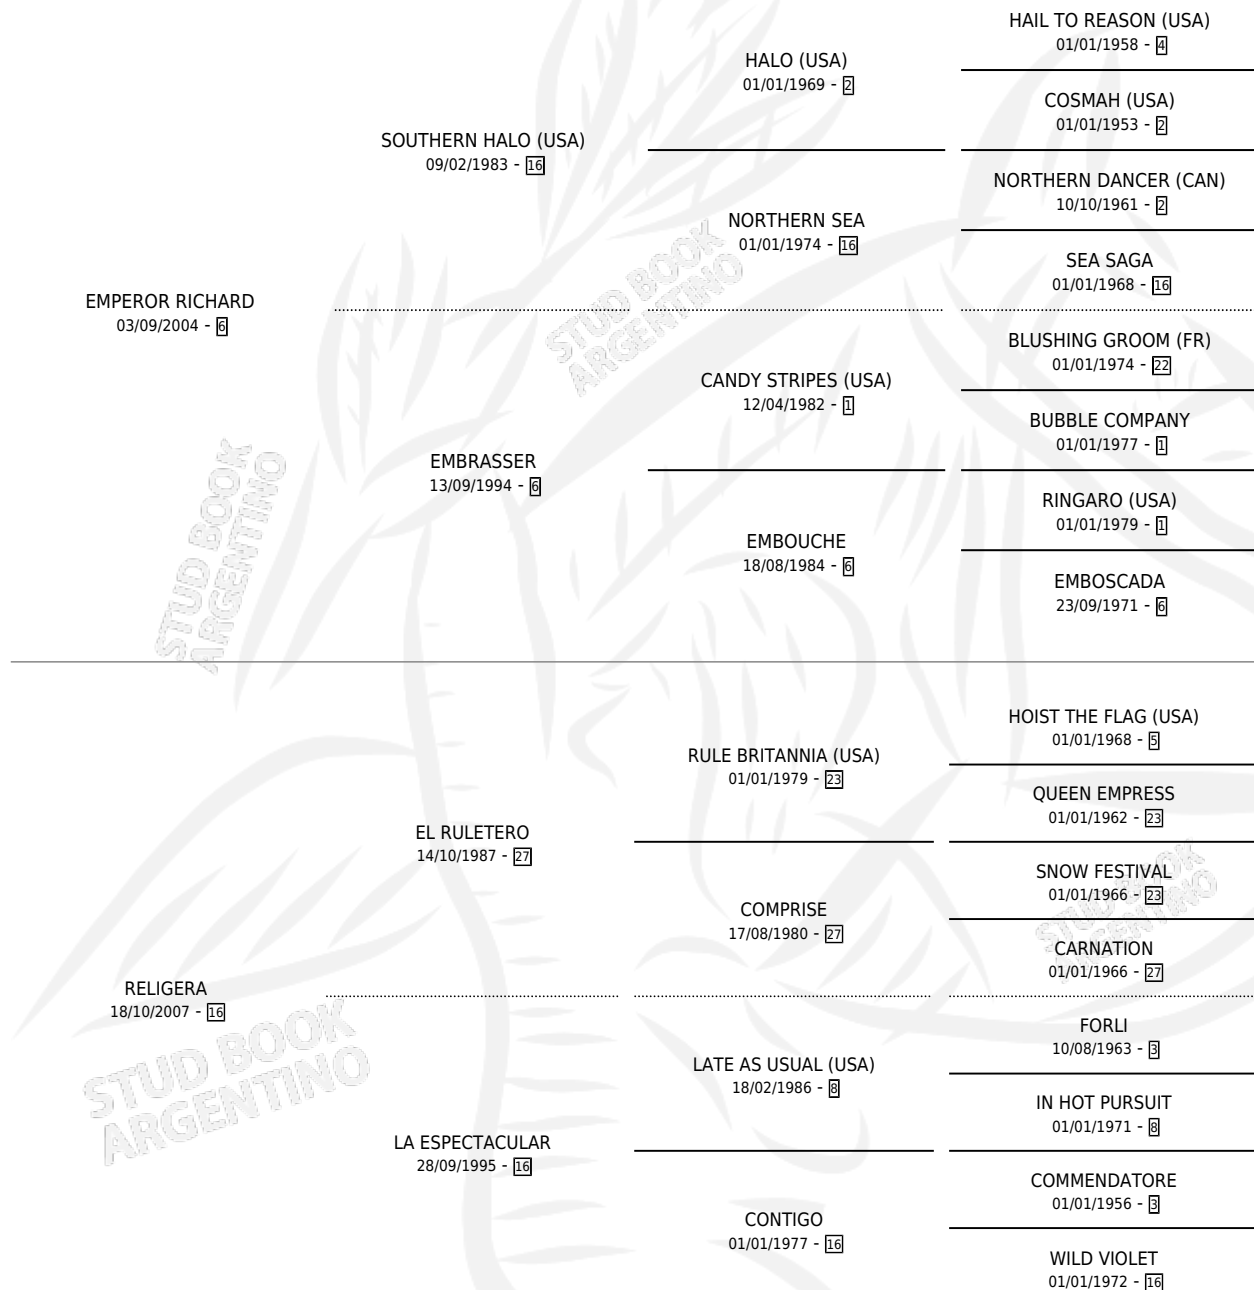 HAIL TO REASON (USA)
01/01/1958 - 4
HALO (USA)
01/01/1969 - 2
COSMAH (USA)
01/01/1953 - 2
SOUTHERN HALO (USA)
09/02/1983 - 16
NORTHERN DANCER (CAN)
10/10/1961 - 2
NORTHERN SEA
01/01/1974 - 16
SEA SAGA
01/01/1968 - 16
EMPEROR RICHARD
03/09/2004 - 6
STUD BOOK
ARGENTINO
BLUSHING GROOM (FR)
01/01/1974 - 22
CANDY STRIPES (USA)
12/04/1982 - 1
BUBBLE COMPANY
01/01/1977 - 1
EMBRASSER
13/09/1994 - 6
RINGARO (USA)
01/01/1979 - 1
EMBOUCHE
18/08/1984 - 6
EMBOSCADA
23/09/1971 - 6
STUD BOOK
ARGENTINO
HOIST THE FLAG (USA)
01/01/1968 - 5
RULE BRITANNIA (USA)
01/01/1979 - 23
QUEEN EMPRESS
01/01/1962 - 23
EL RULETERO
14/10/1987 - 27
SNOW FESTIVAL
01/01/1966 - 23
STUD BOOK
ARGENTINO
COMPRISE
17/08/1980 - 27
CARNATION
01/01/1966 - 27
RELIGERA
18/10/2007 - 16
STUD BOOK
ARGENTINO
FORLI
10/08/1963 - 3
LATE AS USUAL (USA)
18/02/1986 - 8
IN HOT PURSUIT
01/01/1971 - 8
LA ESPECTACULAR
28/09/1995 - 16
COMMENDATORE
01/01/1956 - 3
CONTIGO
01/01/1977 - 16
WILD VIOLET
01/01/1972 - 16